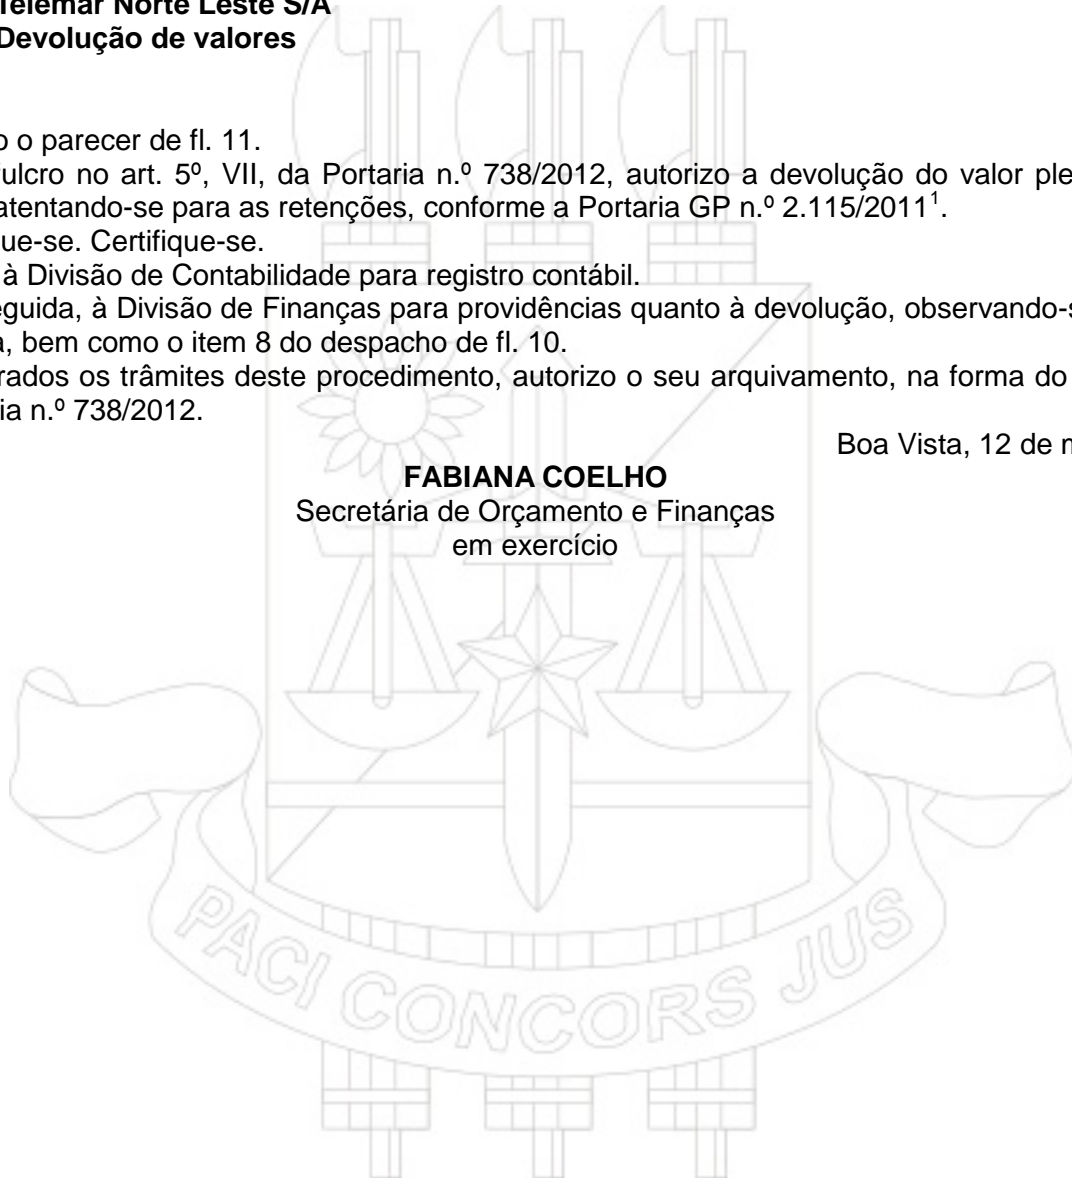 Telemar Norte Leste S/A
Devolução de valores
o o parecer de fl. 11.
ulcro no art. 5º, VII, da Portaria n.º 738/2012, autorizo a devolução do valor ple
atentando-se para as retenções, conforme a Portaria GP n.º 2.115/2011¹.
ue-se. Certifique-se.
à Divisão de Contabilidade para registro contábil.
eguida, à Divisão de Finanças para providências quanto à devolução, observando-s
a, bem como o item 8 do despacho de fl. 10.
rados os trâmites deste procedimento, autorizo o seu arquivamento, na forma do
ia n.º 738/2012.
Boa Vista, 12 de m
FABIANA COELHO
Secretária de Orçamento e Finanças
em exercício
PACI CONCORS JUS